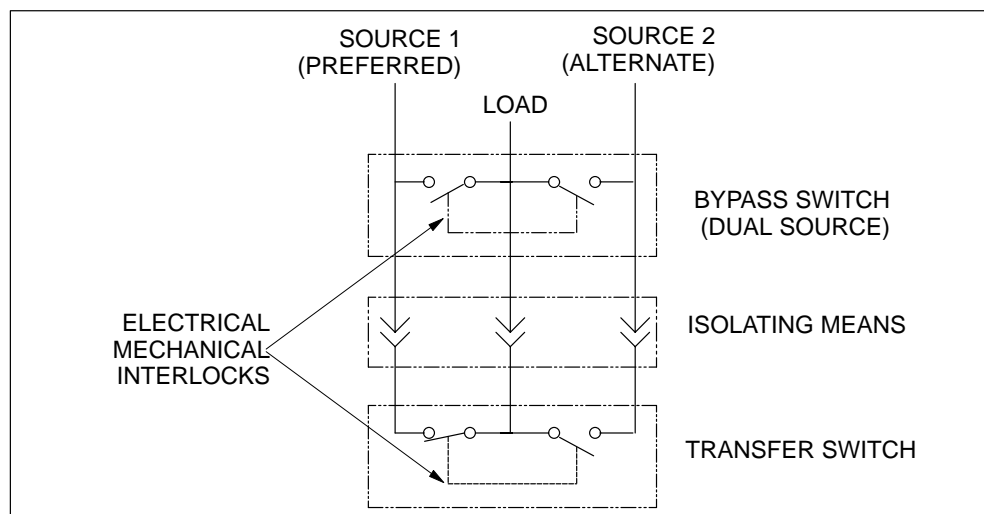 SOURCE 1
(PREFERRED)
SOURCE 2
(ALTERNATE)
LOAD
BYPASS SWITCH
(DUAL SOURCE)
ELECTRICAL
MECHANICAL
INTERLOCKS
ISOLATING MEANS
TRANSFER SWITCH